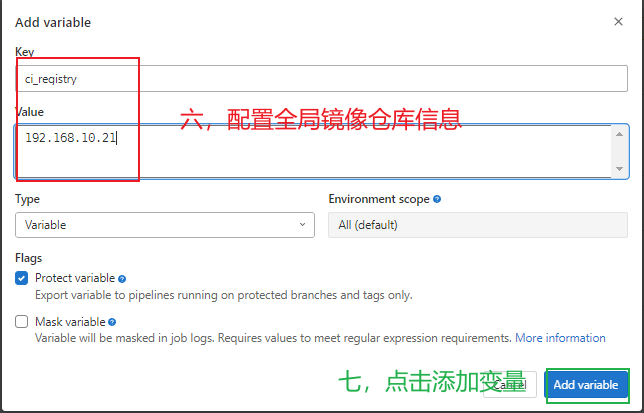 Add variable
Key
ci_registry
Value
192.168.10.21
六，配置全局镜像仓库信息
Type
Environment scope
Variable
All (default)
Flags
Protect variable
Export variable to pipelines running on protected branches and tags only.
Mask variable
Variable will be masked in job logs. Requires values to meet regular expression requirements. More information
七，点击添加变量
Cancel
Add variable